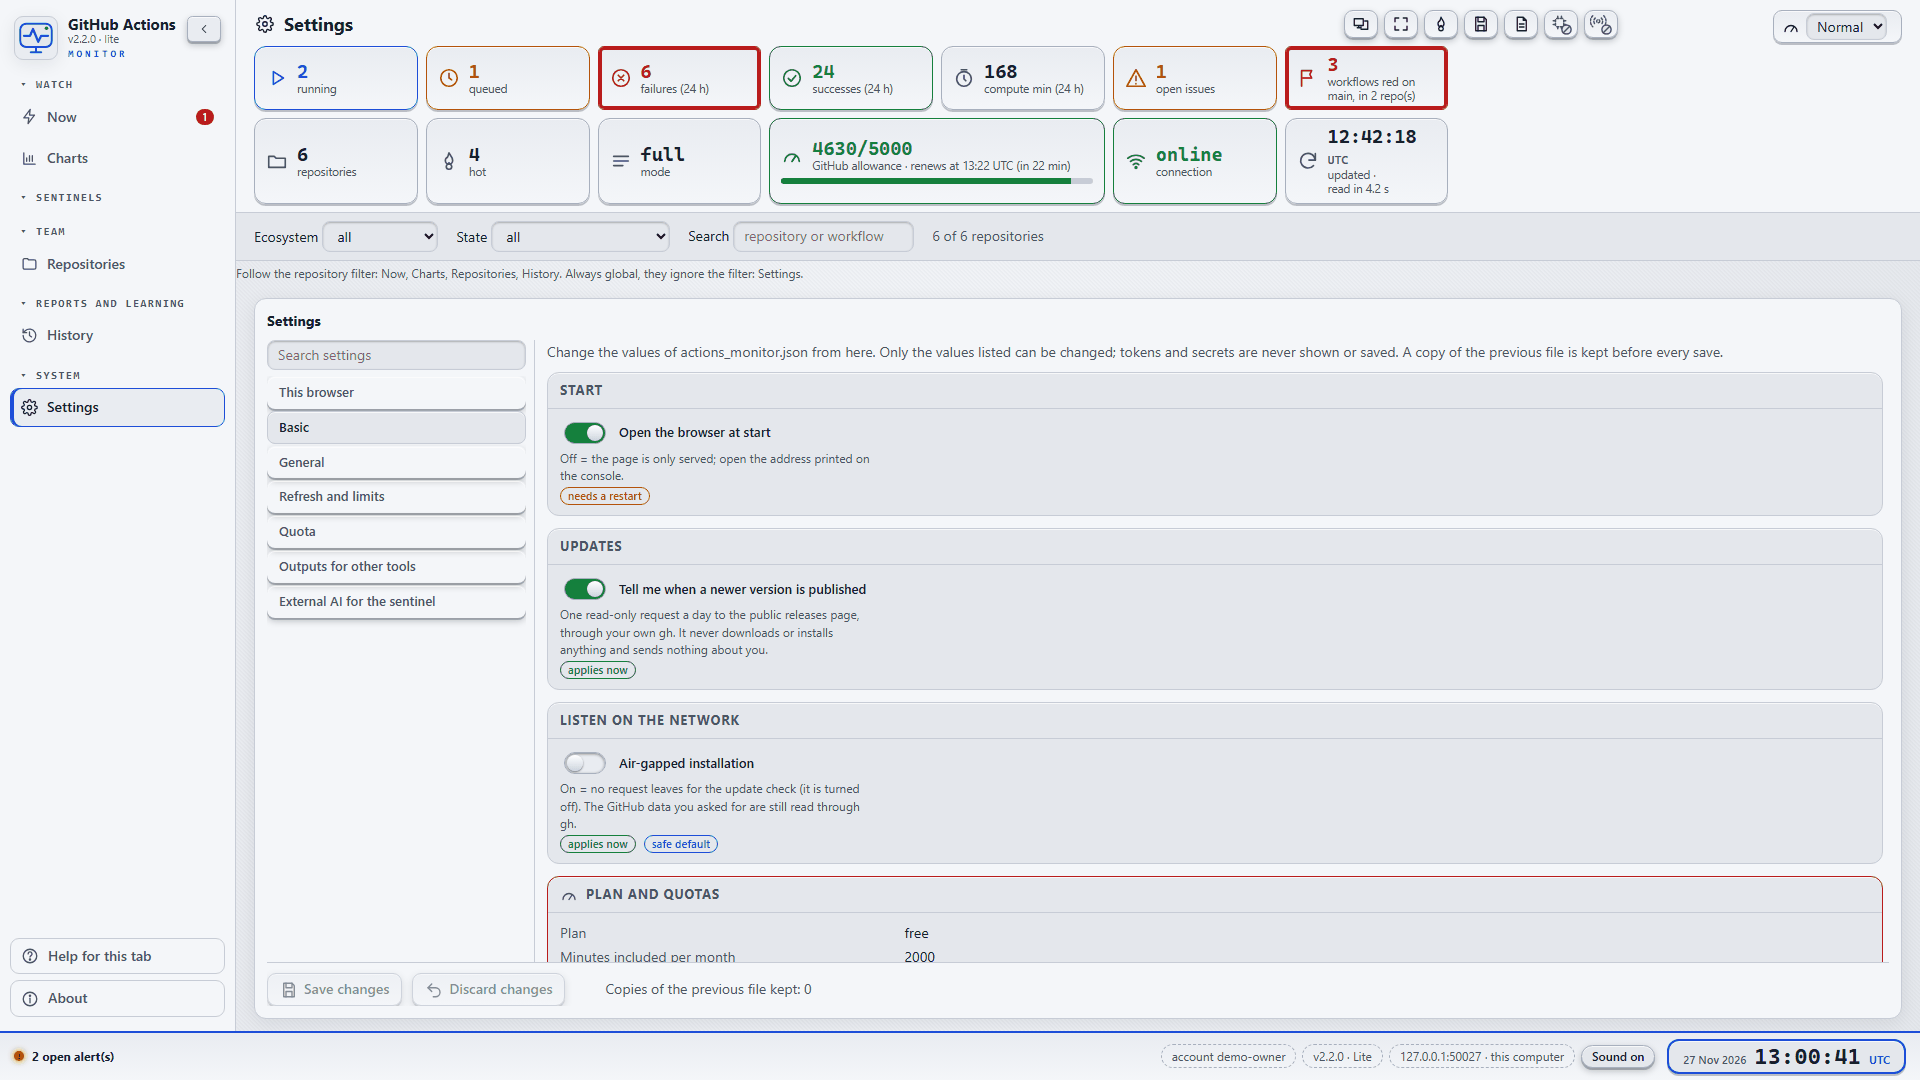 GitHub Actions
v2.2.0 · lite
MONITOR
WATCH
Now
1
Charts
SENTINELS
TEAM
Repositories
REPORTS AND LEARNING
History
SYSTEM
Settings
Help for this tab
About
Settings
Normal
2
running
1
queued
6
failures (24 h)
24
successes (24 h)
168
compute min (24 h)
1
open issues
3
workflows red on
main, in 2 repo(s)
6
repositories
4
hot
full
mode
4630/5000
GitHub allowance · renews at 13:22 UTC (in 22 min)
online
connection
12:42:18
UTC
updated ·
read in 4.2 s
Ecosystem
all
State
all
Search
repository or workflow
6 of 6 repositories
Follow the repository filter: Now, Charts, Repositories, History. Always global, they ignore the filter: Settings.
Settings
Search settings
This browser
Basic
General
Refresh and limits
Quota
Outputs for other tools
External AI for the sentinel
Change the values of actions_monitor.json from here. Only the values listed can be changed; tokens and secrets are never shown or saved. A copy of the previous file is kept before every save.
START
Open the browser at start
Off = the page is only served; open the address printed on
the console.
needs a restart
UPDATES
Tell me when a newer version is published
One read-only request a day to the public releases page,
through your own gh. It never downloads or installs
anything and sends nothing about you.
applies now
LISTEN ON THE NETWORK
Air-gapped installation
On = no request leaves for the update check (it is turned
off). The GitHub data you asked for are still read through
gh.
applies now
safe default
PLAN AND QUOTAS
Plan
free
Minutes included per month
2000
Save changes
Discard changes
Copies of the previous file kept: 0
2 open alert(s)
account demo-owner
v2.2.0 · Lite
127.0.0.1:50027 · this computer
Sound on
27 Nov 2026
13:00:41
UTC